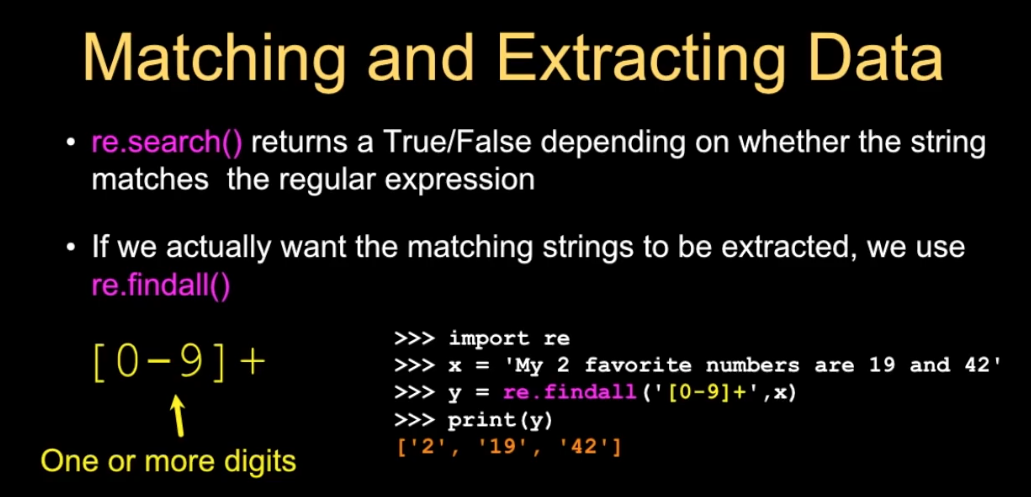 Matching and Extracting Data
• re.search() returns a True/False depending on whether the string
matches  the regular expression
• If we actually want the matching strings to be extracted, we use
re.findall()
[0-9]+
One or more digits
>>> import re
>>> x = 'My 2 favorite numbers are 19 and 42'
>>> y = re.findall('[0-9]+',x)
>>> print(y)
['2', '19', '42']